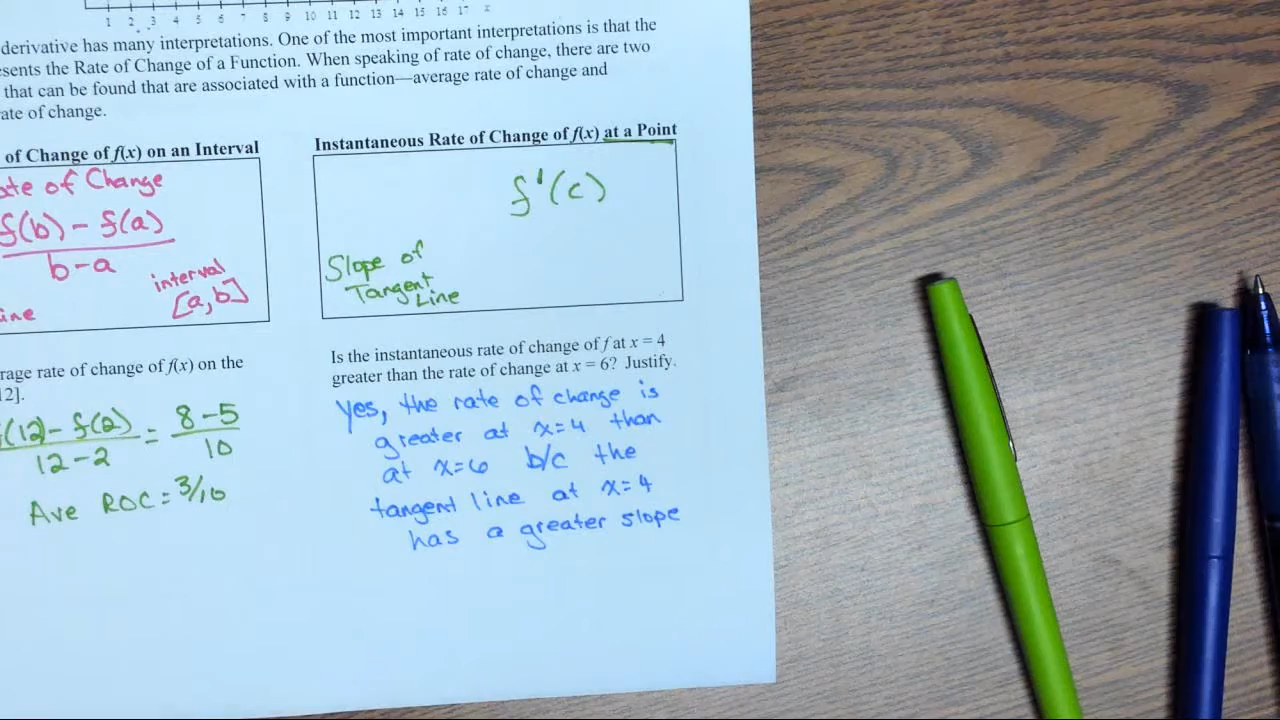 1 2 3 4 5 6 7 8 9 10 11 12 13 14 15 16 17 x
derivative has many interpretations. One of the most important interpretations is that the
esents the Rate of Change of a Function. When speaking of rate of change, there are two
that can be found that are associated with a function—average rate of change and
rate of change.
of Change of f(x) on an Interval
ate of Change
f(b) - f(a)
b-a
interval
[a,b]
ine
Instantaneous Rate of Change of f(x) at a Point
f'(c)
Slope of
Tangent
Line
rage rate of change of f(x) on the
12].
f(12) - f(2) = 8-5
12-2 10
Ave ROC = 3/10
Is the instantaneous rate of change of f at x = 4
greater than the rate of change at x = 6? Justify.
yes, the rate of change is
greater at x=4 than
at x=6 b/c the
tangent line at x=4
has a greater slope